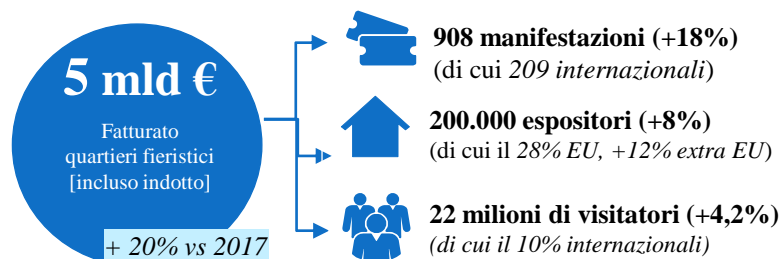 5 mld €
Fatturato
quartieri fieristici
[incluso indotto]
+ 20% vs 2017
908 manifestazioni (+18%)
(di cui 209 internazionali)
200.000 espositori (+8%)
(di cui il 28% EU, +12% extra EU)
22 milioni di visitatori (+4,2%)
(di cui il 10% internazionali)